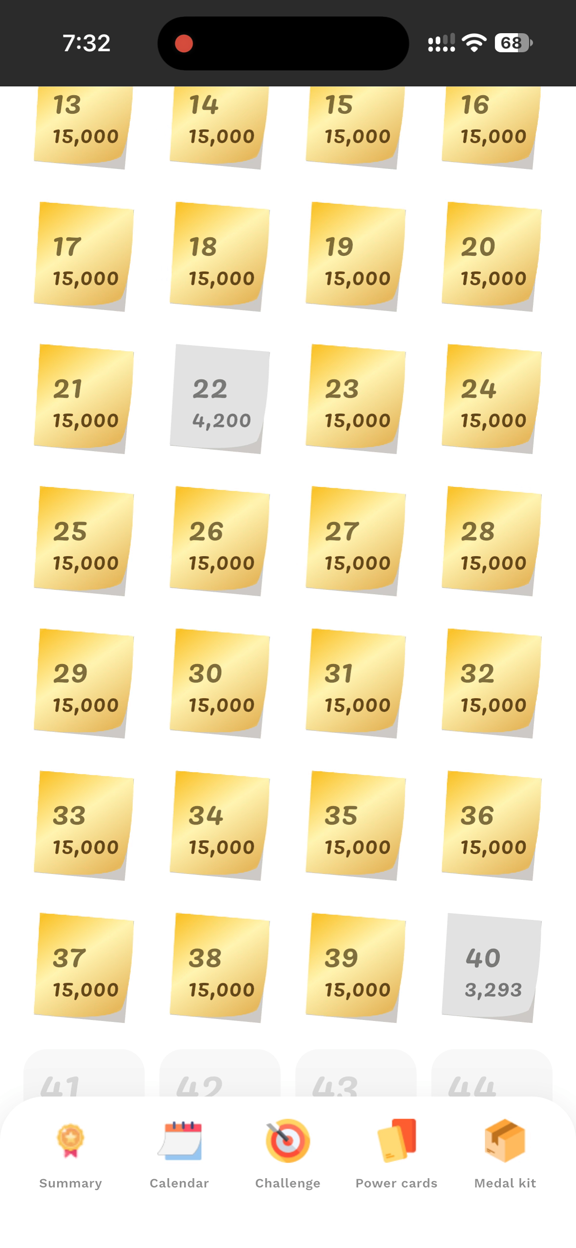 7:32
68
13 14 15 16
15,000 15,000 15,000 15,000
17 18 19 20
15,000 15,000 15,000 15,000
21 22 23 24
15,000 4,200 15,000 15,000
25 26 27 28
15,000 15,000 15,000 15,000
29 30 31 32
15,000 15,000 15,000 15,000
33 34 35 36
15,000 15,000 15,000 15,000
37 38 39 40
15,000 15,000 15,000 3,293
41 42 43 44
Summary Calendar Challenge Power cards Medal kit